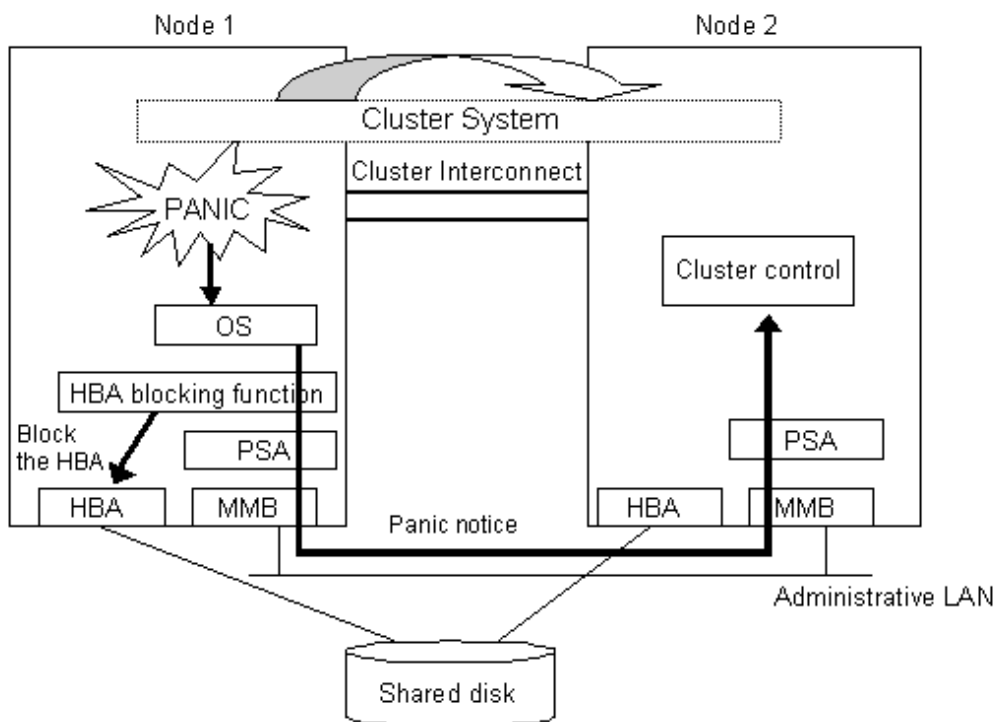 Node 1
Node 2
Cluster System
Cluster Interconnect
PANIC
Cluster control
OS
HBA blocking function
Block
the HBA
PSA
PSA
HBA
MMB
Panic notice
HBA
MMB
Administrative LAN
Shared disk